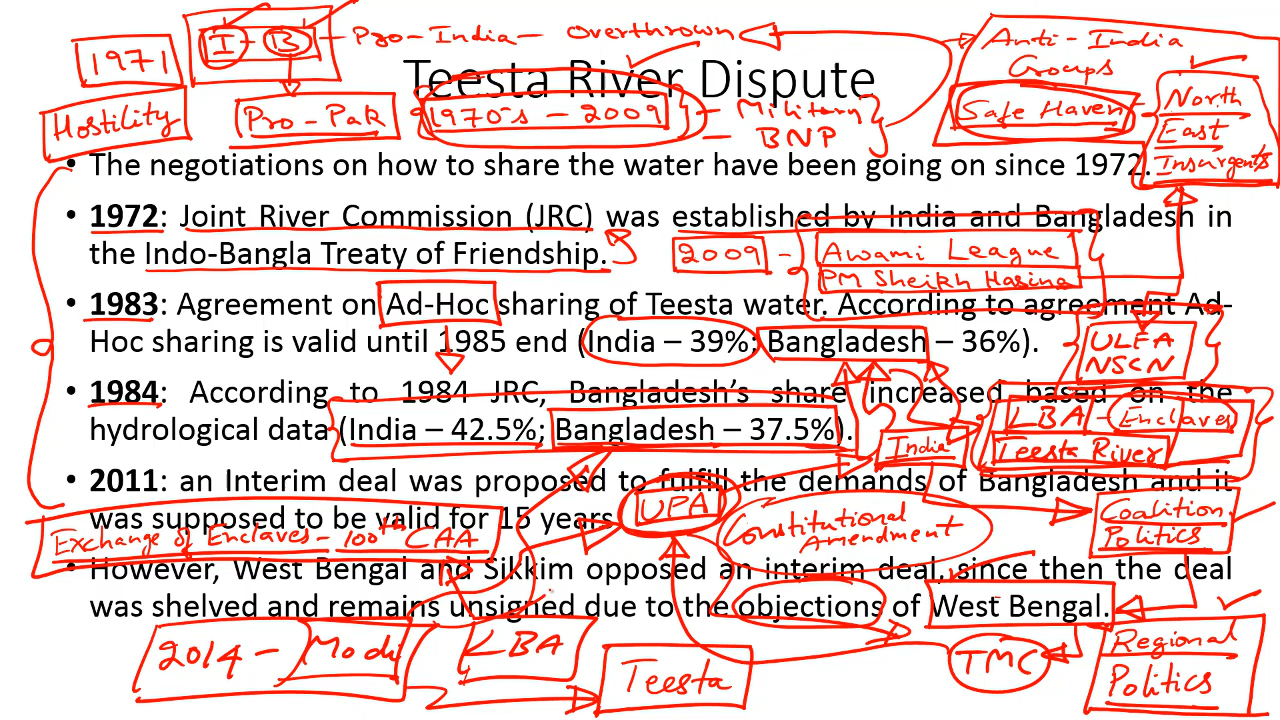 1971
I - B - Pro-India - Overthrown
Anti-India
Groups
Teesta River Dispute
Hostility
Pro-Pak
1970's - 2009
- Military
- BNP
Safe Haven
North
East
Insurgents
• The negotiations on how to share the water have been going on since 1972.
• 1972: Joint River Commission (JRC) was established by India and Bangladesh in
the Indo-Bangla Treaty of Friendship.
2009 - Awami League
PM Sheikh Hasina
• 1983: Agreement on Ad-Hoc sharing of Teesta water. According to agreement Ad-
Hoc sharing is valid until 1985 end (India – 39%; Bangladesh – 36%).
ULFA
NSCN
• 1984: According to 1984 JRC, Bangladesh's share increased based on the
hydrological data (India – 42.5%; Bangladesh – 37.5%).
LBA - Enclaves
Teesta River
India
• 2011: an Interim deal was proposed to fulfill the demands of Bangladesh and it
was supposed to be valid for 15 years
UPA
Constitutional
Amendment
Coalition
Politics
Exchange of Enclaves - 100th CAA
• However, West Bengal and Sikkim opposed an interim deal, since then the deal
was shelved and remains unsigned due to the objections of West Bengal.
2014 - Modi
LBA
Teesta
TMC
Regional
Politics